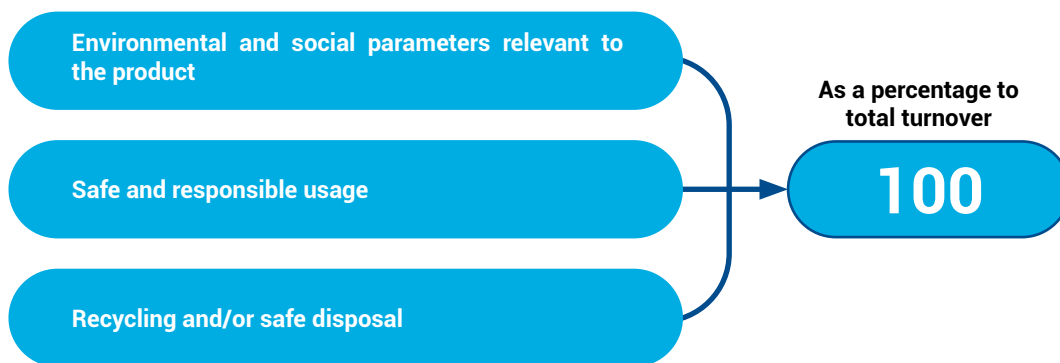 Environmental and social parameters relevant to
the product
As a percentage to
total turnover
Safe and responsible usage
100
Recycling and/or safe disposal